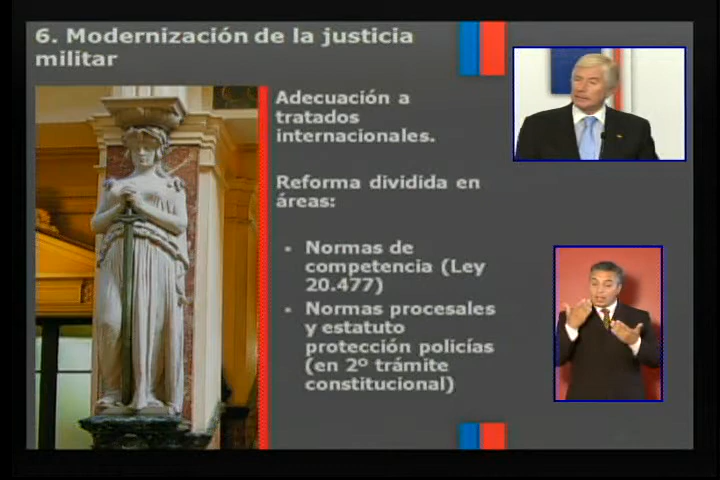 6. Modernización de la justicia
militar
Adecuación a
tratados
internacionales.
Reforma dividida en
áreas:
• Normas de
competencia (Ley
20.477)
• Normas procesales
y estatuto
protección policías
(en 2º trámite
constitucional)